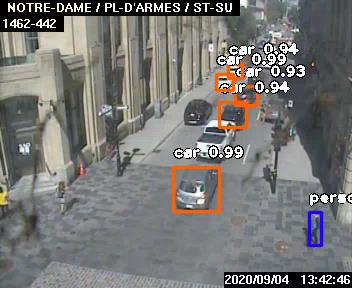 NOTRE-DAME / PL-D'ARMES / ST-SU
1462-442
car 0.94
car 0.99
car 0.93
car 0.94
car 0.99
perso
2020/09/04 13:42:46